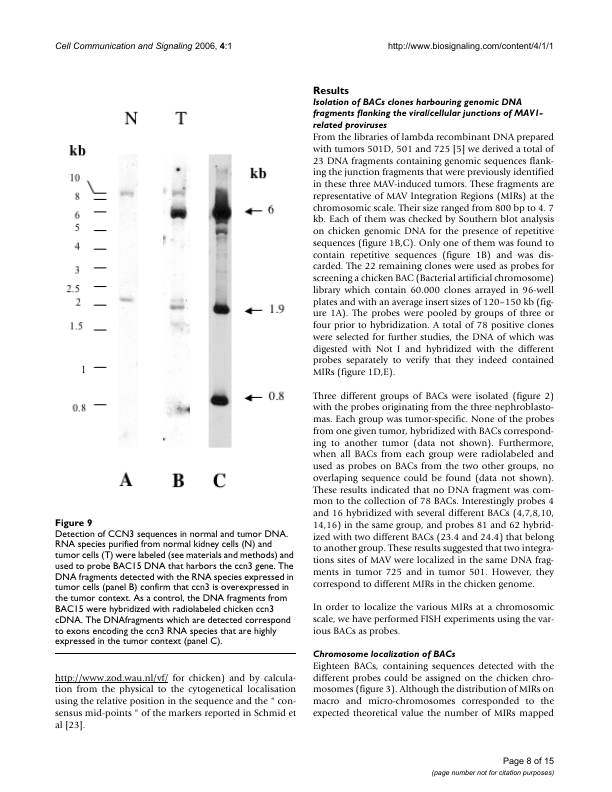 Cell Communication and Signaling 2006, 4:1
http://www.biosignaling.com/content/4/1/1
N T
kb
10
8
6
5
4
3
2.5
2
1.5
1
0.8
kb
6
1.9
0.8
A B C
Figure 9
Detection of CCN3 sequences in normal and tumor DNA.
RNA species purified from normal kidney cells (N) and
tumor cells (T) were labeled (see materials and methods) and
used to probe BAC15 DNA that harbors the ccn3 gene. The
DNA fragments detected with the RNA species expressed in
tumor cells (panel B) confirm that ccn3 is overexpressed in
the tumor context. As a control, the DNA fragments from
BAC15 were hybridized with radiolabeled chicken ccn3
cDNA. The DNAfragments which are detected correspond
to exons encoding the ccn3 RNA species that are highly
expressed in the tumor context (panel C).
http://www.zod.wau.nl/vf/ for chicken) and by calcula-
tion from the physical to the cytogenetical localisation
using the relative position in the sequence and the " con-
sensus mid-points " of the markers reported in Schmid et
al [23].
Results
Isolation of BACs clones harbouring genomic DNA
fragments flanking the viral/cellular junctions of MAV1-
related proviruses
From the libraries of lambda recombinant DNA prepared
with tumors 501D, 501 and 725 [5] we derived a total of
23 DNA fragments containing genomic sequences flank-
ing the junction fragments that were previously identified
in these three MAV-induced tumors. These fragments are
representative of MAV Integration Regions (MIRs) at the
chromosomal scale. Their size ranged from 800 bp to 4. 7
kb. Each of them was checked by Southern blot analysis
on chicken genomic DNA for the presence of repetitive
sequences (figure 1B,C). Only one of them was found to
contain repetitive sequences (figure 1B) and was dis-
carded. The 22 remaining clones were used as probes for
screening a chicken BAC (Bacterial artificial chromosome)
library which contain 60.000 clones arrayed in 96-well
plates and with an average insert sizes of 120–150 kb (fig-
ure 1A). The probes were pooled by groups of three or
four prior to hybridization. A total of 78 positive clones
were selected for further studies, the DNA of which was
digested with Not I and hybridized with the different
probes separately to verify that they indeed contained
MIRs (figure 1D,E).
Three different groups of BACs were isolated (figure 2)
with the probes originating from the three nephroblasto-
mas. Each group was tumor-specific. None of the probes
from one given tumor, hybridized with BACs correspond-
ing to another tumor (data not shown). Furthermore,
when all BACs from each group were radiolabeled and
used as probes on BACs from the two other groups, no
overlaping sequence could be found (data not shown).
These results indicated that no DNA fragment was com-
mon to the collection of 78 BACs. Interestingly probes 4
and 16 hybridized with several different BACs (4,7,8,10,
14,16) in the same group, and probes 81 and 62 hybrid-
ized with two different BACs (23.4 and 24.4) that belong
to another group. These results suggested that two integra-
tions sites of MAV were localized in the same DNA frag-
ments in tumor 725 and in tumor 501. However, they
correspond to different MIRs in the chicken genome.
In order to localize the various MIRs at a chromosomal
scale, we have performed FISH experiments using the var-
ious BACs as probes.
Chromosome localization of BACs
Eighteen BACs, containing sequences detected with the
different probes could be assigned on the chicken chro-
mosomes (figure 3). Although the distribution of MIRs on
macro and micro-chromosomes corresponded to the
expected theoretical value the number of MIRs mapped
Page 8 of 15
(page number not for citation purposes)